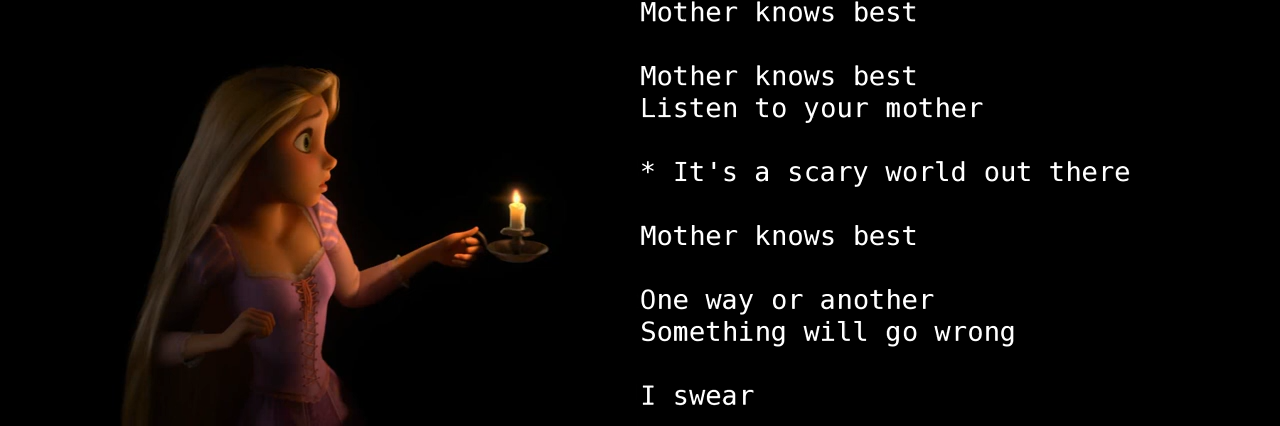 Mother knows best
Mother knows best
Listen to your mother
* It's a scary world out there
Mother knows best
One way or another
Something will go wrong
I swear